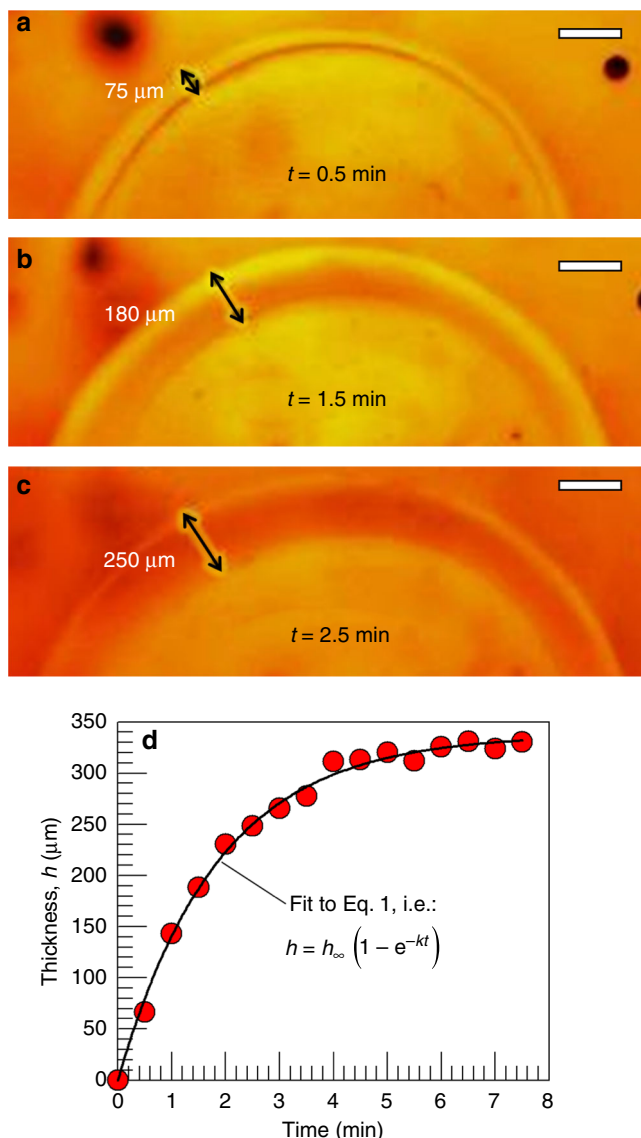 a
75 μm
t = 0.5 min
b
180 μm
t = 1.5 min
c
250 μm
t = 2.5 min
d
350
300
250
200
150
100
50
0
Thickness, h (μm)
Fit to Eq. 1, i.e.:
h = h∞ (1 – e–kt)
0 1 2 3 4 5 6 7 8
Time (min)